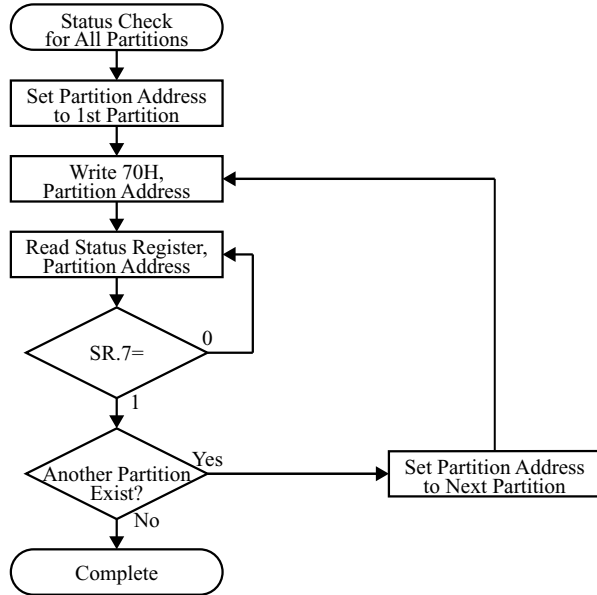 Status Check
for All Partitions
Set Partition Address
to 1st Partition
Write 70H,
Partition Address
Read Status Register,
Partition Address
SR.7=
0
1
Another Partition
Exist?
Yes
Set Partition Address
to Next Partition
No
Complete